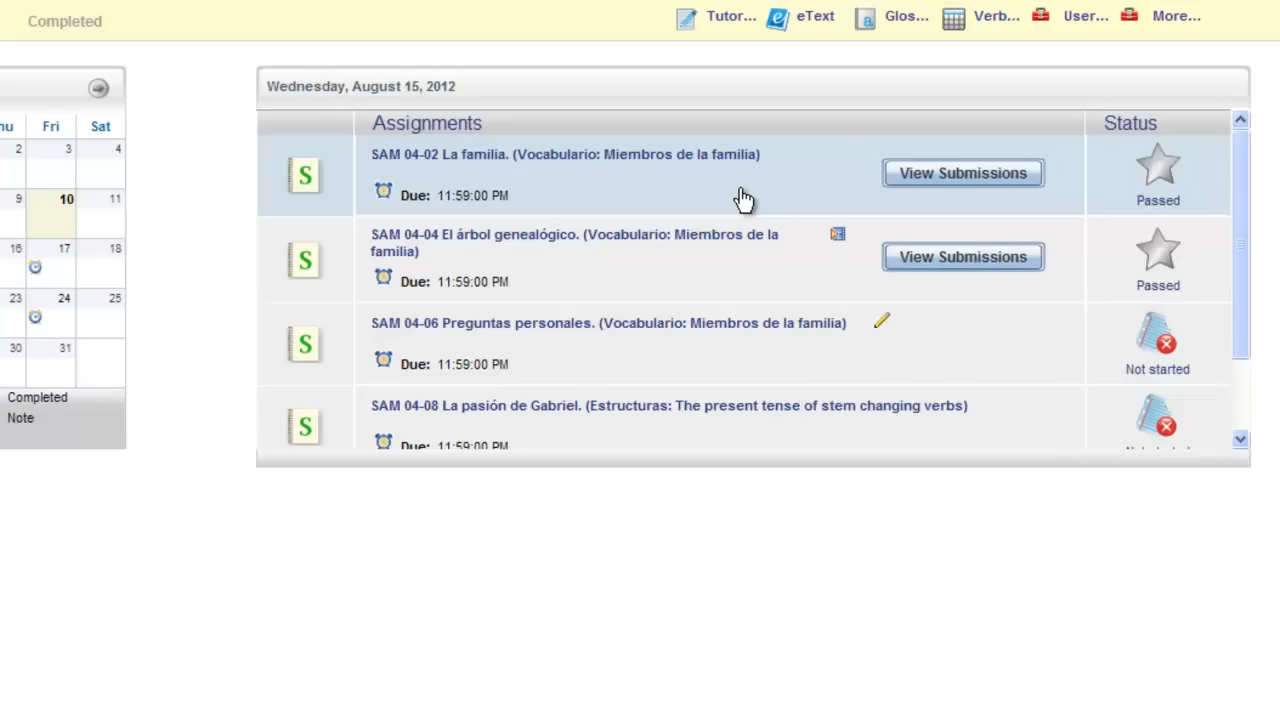 Completed
Tutor... eText Glos... Verb... User... More...
Wednesday, August 15, 2012
Fri Sat
2 3 4
9 10 11
16 17 18
23 24 25
30 31
Completed
Note
Assignments Status
SAM 04-02 La familia. (Vocabulario: Miembros de la familia)
Due: 11:59:00 PM
View Submissions
Passed
SAM 04-04 El árbol genealógico. (Vocabulario: Miembros de la
familia)
Due: 11:59:00 PM
View Submissions
Passed
SAM 04-06 Preguntas personales. (Vocabulario: Miembros de la familia)
Due: 11:59:00 PM
Not started
SAM 04-08 La pasión de Gabriel. (Estructuras: The present tense of stem changing verbs)
Due: 11:59:00 PM